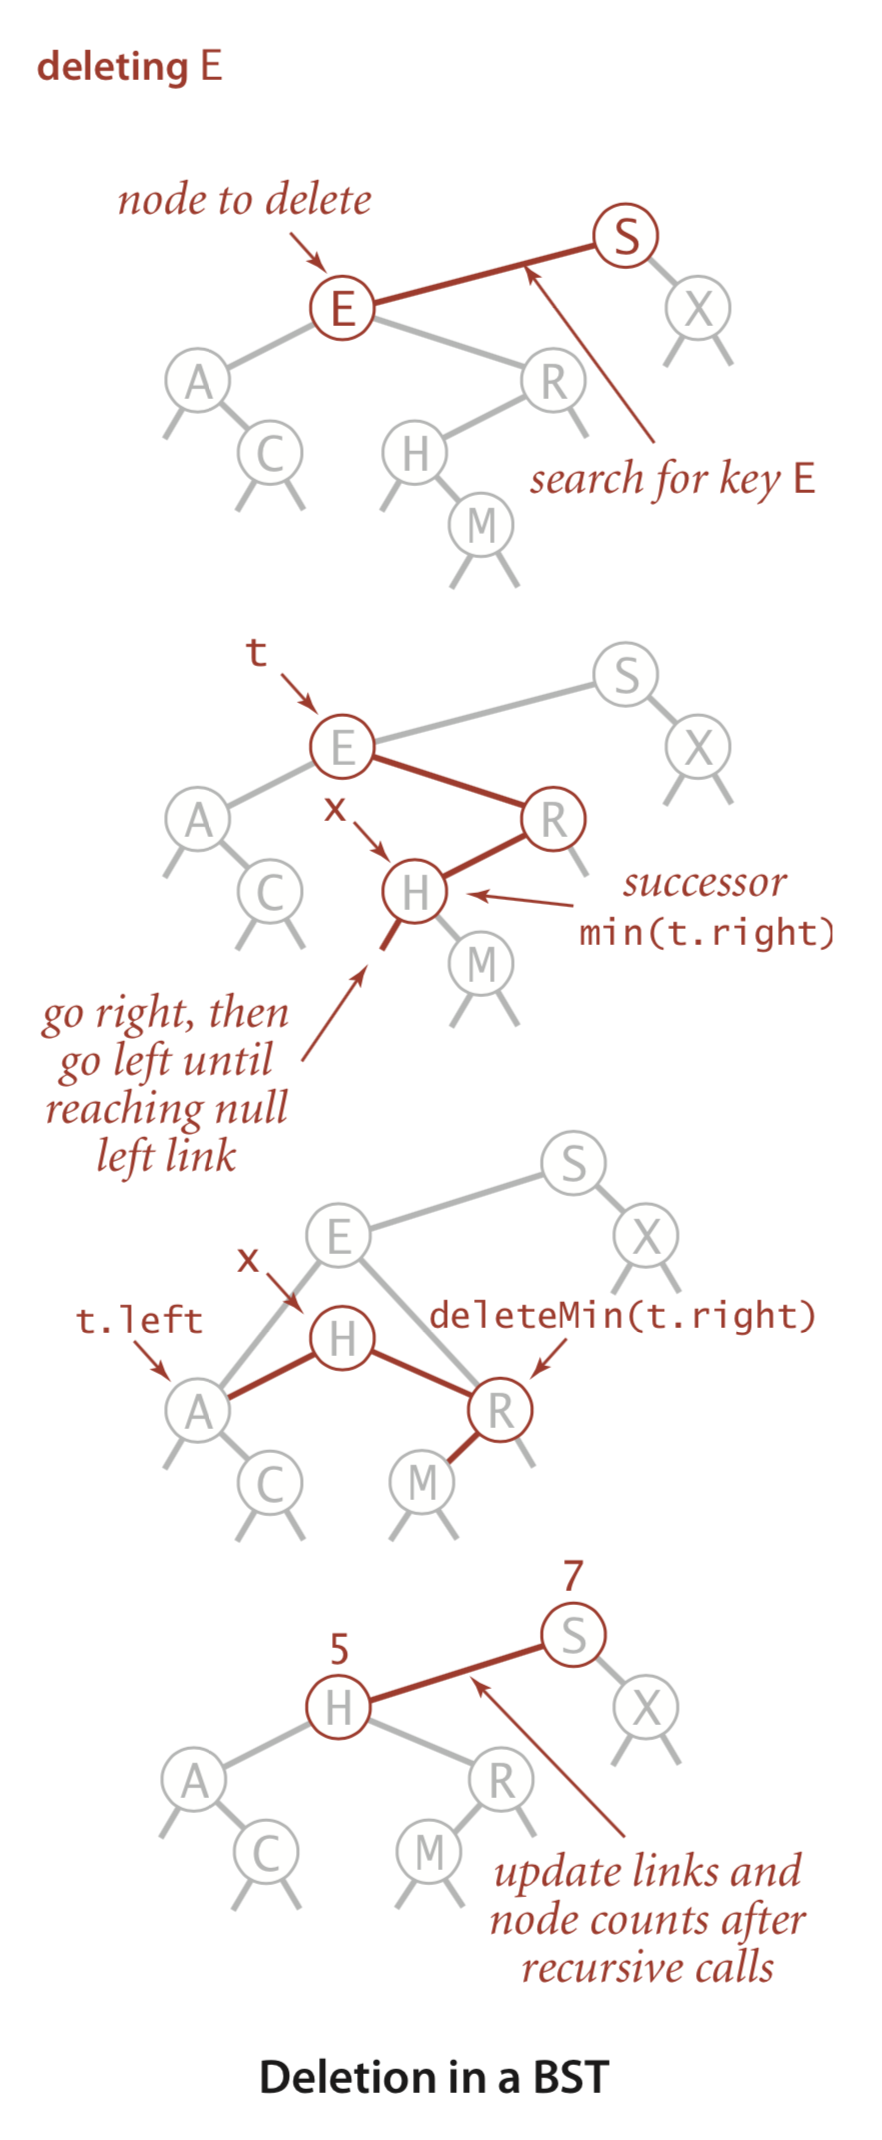 deleting E
node to delete
S
E
X
A
R
C
H
search for key E
M
t
S
E
X
x
A
R
C
H
successor
min(t.right)
M
go right, then
go left until
reaching null
left link
S
E
X
x
t.left
deleteMin(t.right)
H
A
R
C
M
7
5
S
H
X
A
R
C
M
update links and
node counts after
recursive calls
Deletion in a BST